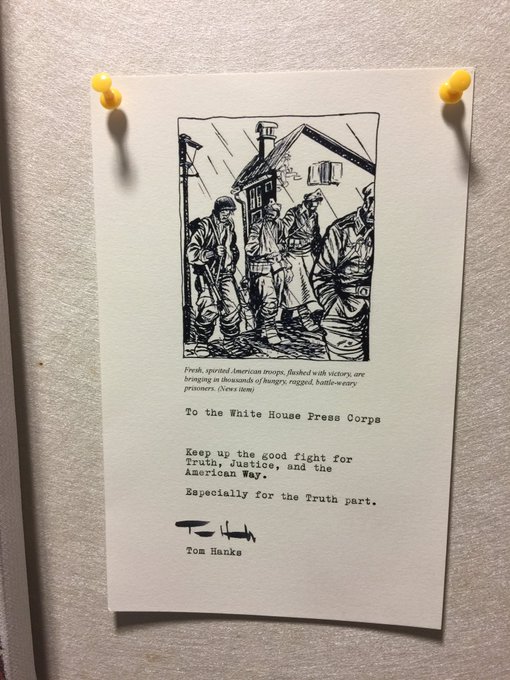 Fresh, spirited American troops, flushed with victory, are
bringing in thousands of hungry, ragged, battle-weary
prisoners. (News item)
To the White House Press Corps
Keep up the good fight for
Truth, Justice, and the
American Way.
Especially for the Truth part.
Tom Hanks
Tom Hanks